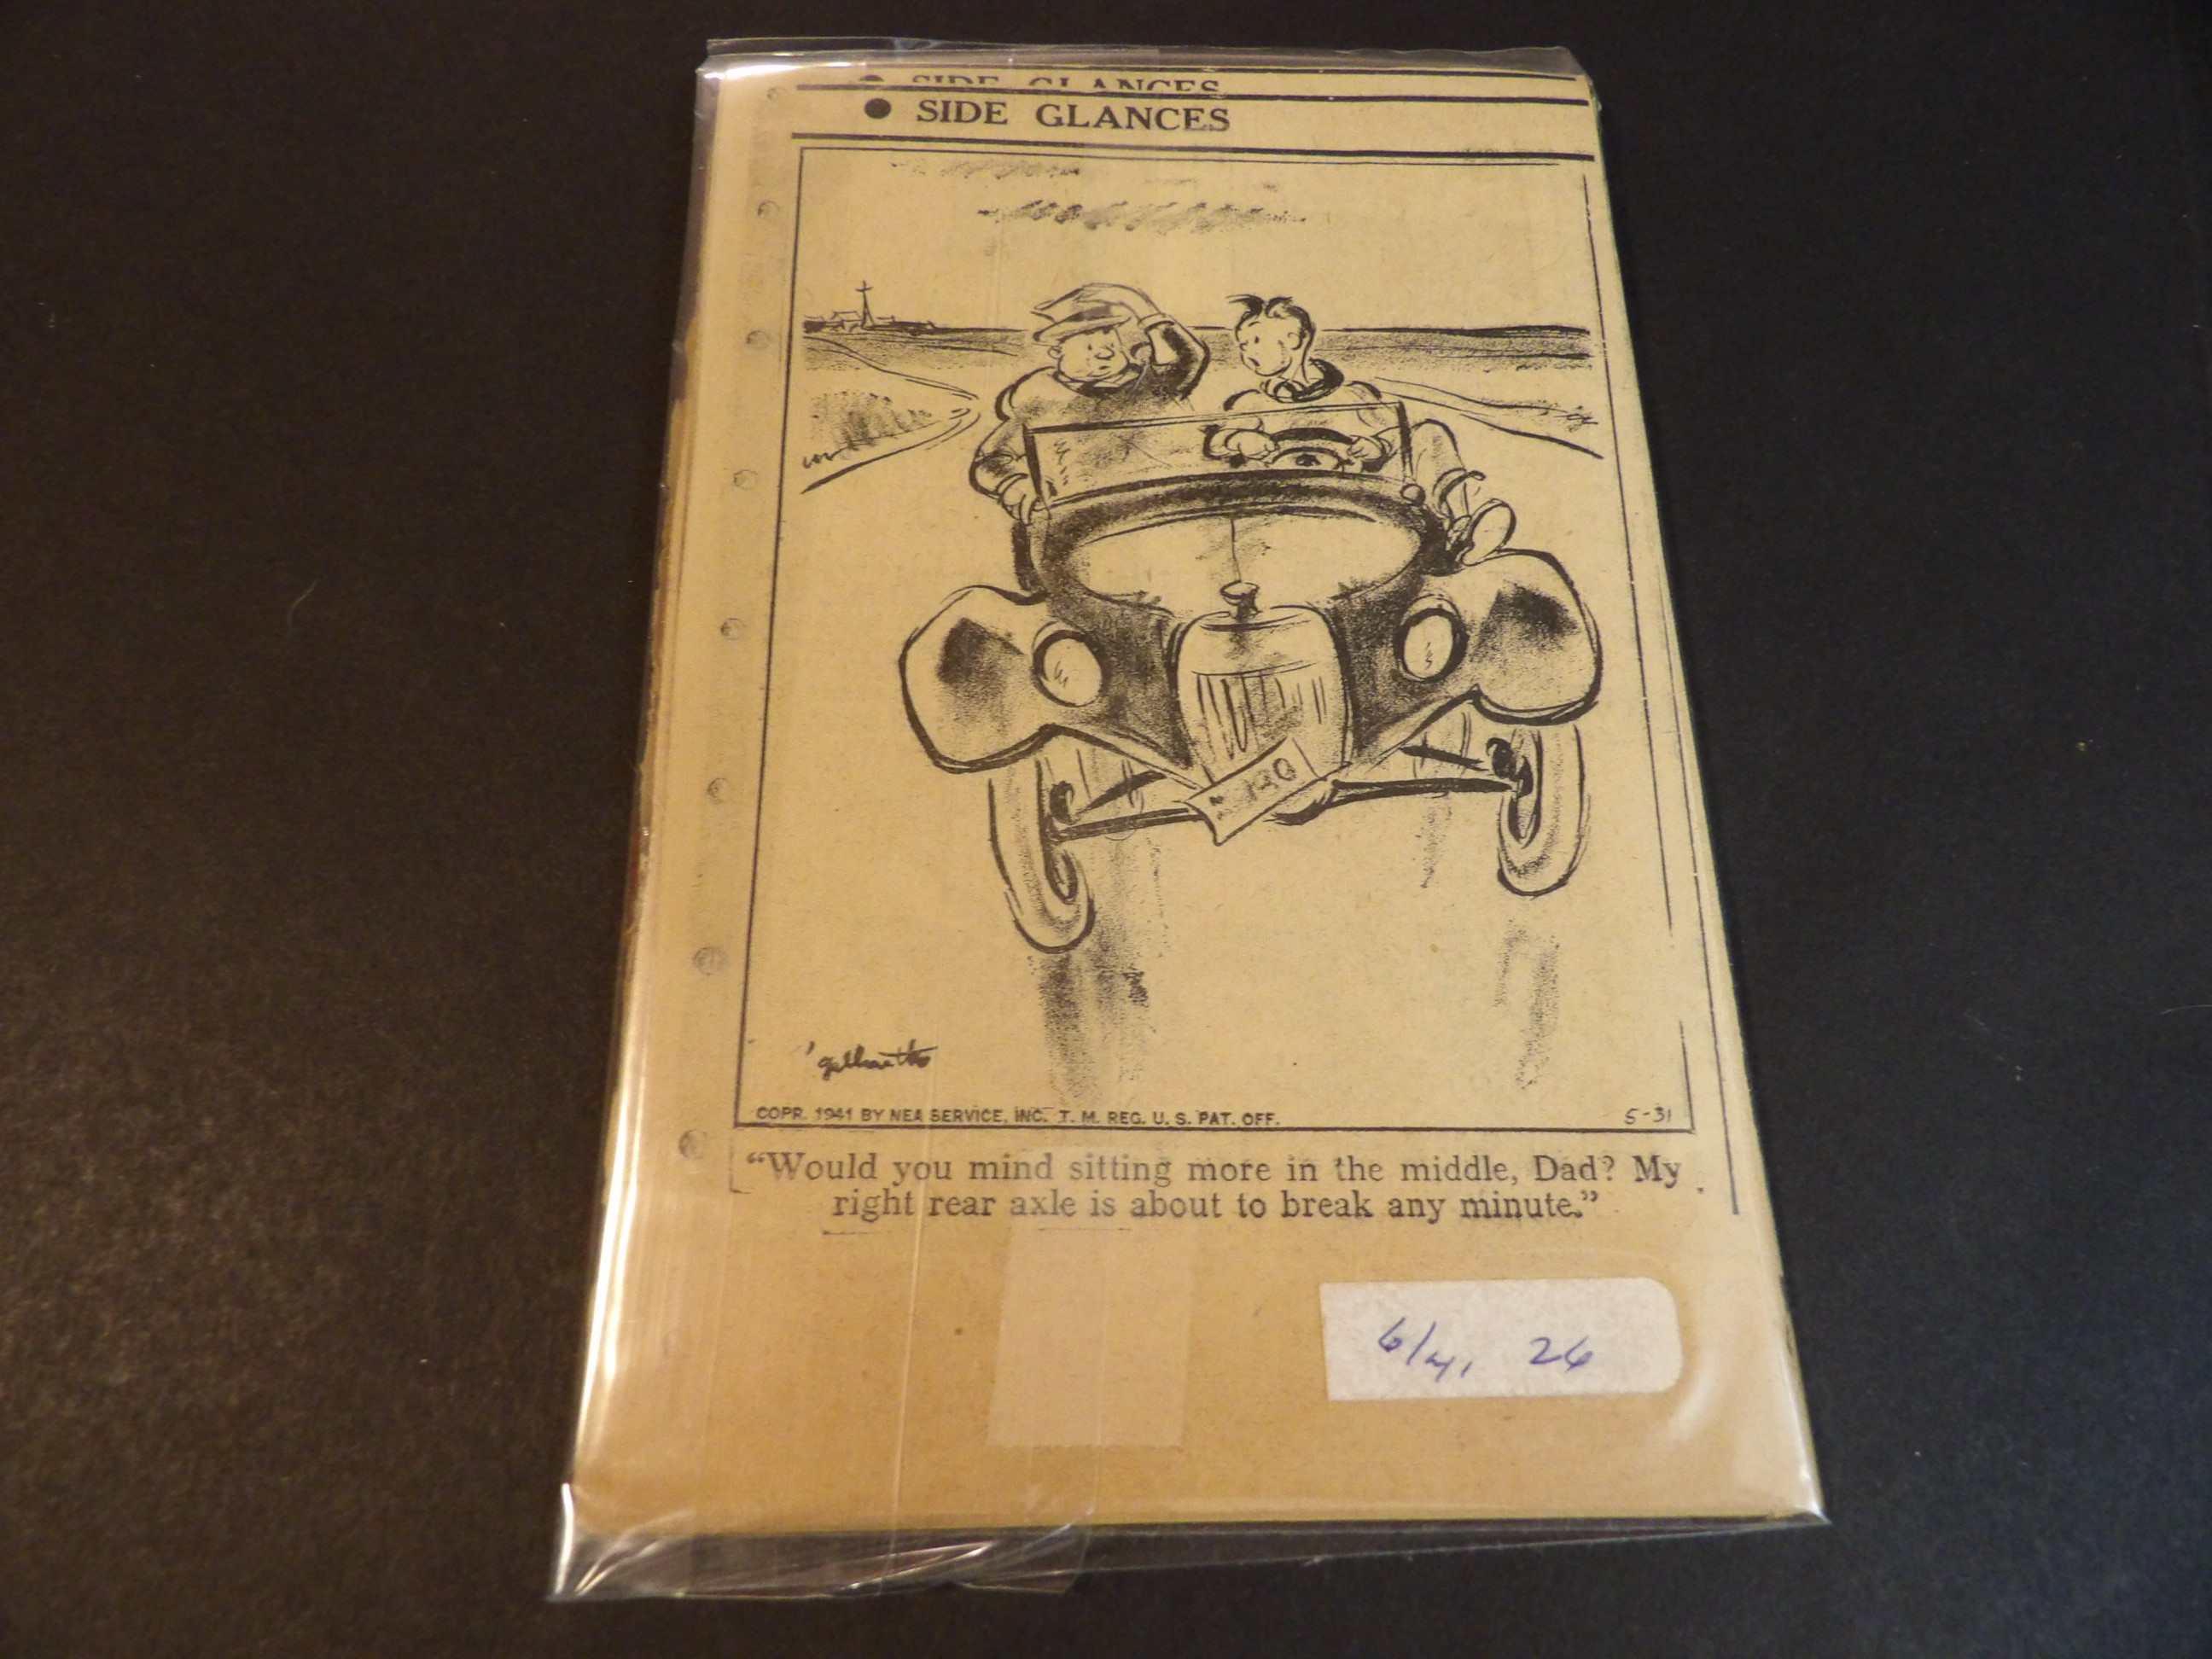 ● SIDE GLANCES
● SIDE GLANCES
galbraith
COPR. 1941 BY NEA SERVICE, INC. T. M. REG. U. S. PAT. OFF.
5-31
“Would you mind sitting more in the middle, Dad? My
right rear axle is about to break any minute.”
6/41, 26